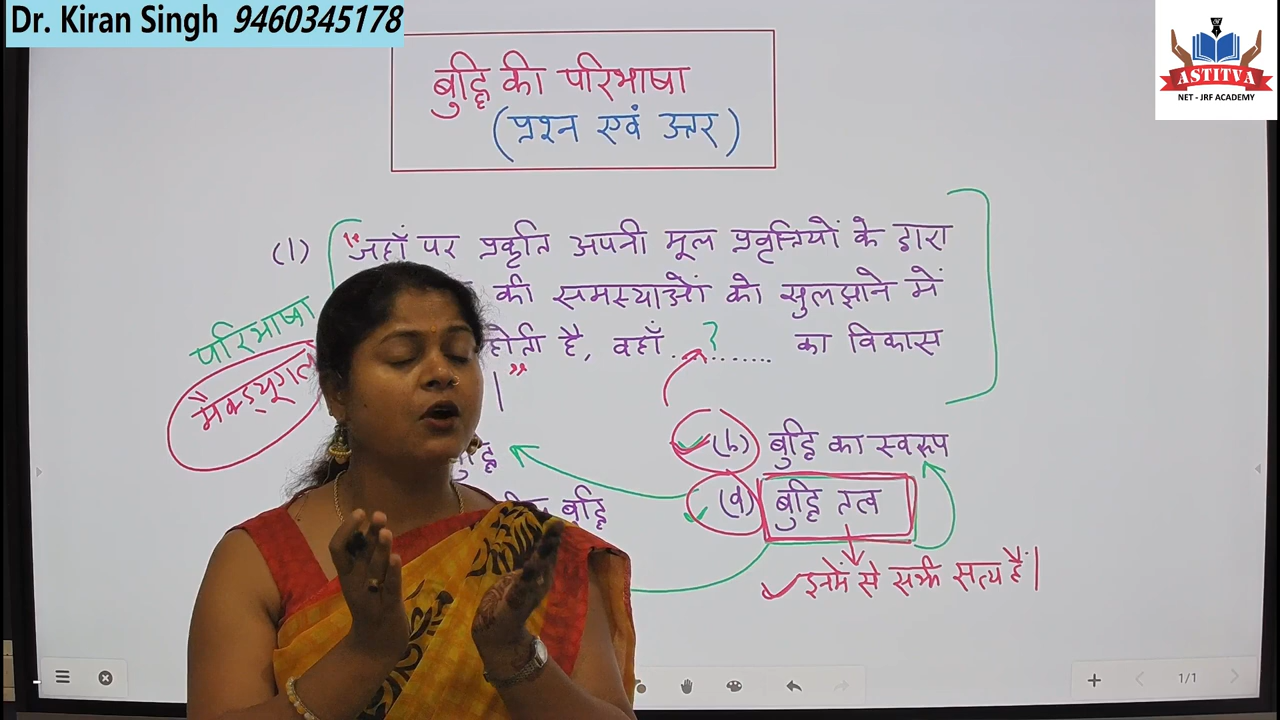 Dr. Kiran Singh 9460345178
ASTITVA
NET - JRF ACADEMY
बुद्धि की परिभाषा
(प्रश्न एवं उत्तर)
(1) "जहाँ पर प्रकृति अपनी मूल प्रवृत्तियों के द्वारा
की समस्याओं को सुलझाने में
होती है, वहाँ ...?...... का विकास
।"
परिभाषा
मैक्ड्यूगल
(b) बुद्धि का स्वरूप
बुद्धि
(d) बुद्धि तत्व
बुद्धि
इनमें से सभी सत्य हैं।
1/1